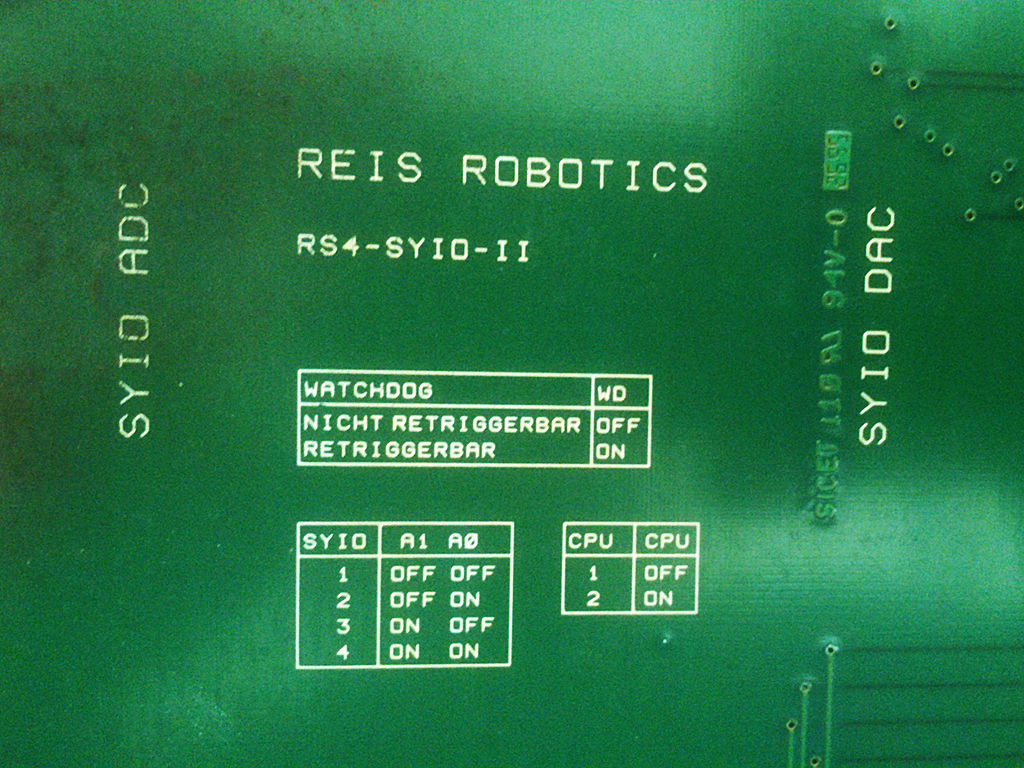 REIS ROBOTICS
RS4-SYIO-II
SYIO ADC
SYIO DAC
94V-0
WATCHDOG WD
NICHT RETRIGGERBAR OFF
RETRIGGERBAR ON
SYIO A1 A0
1 OFF OFF
2 OFF ON
3 ON OFF
4 ON ON
CPU CPU
1 OFF
2 ON